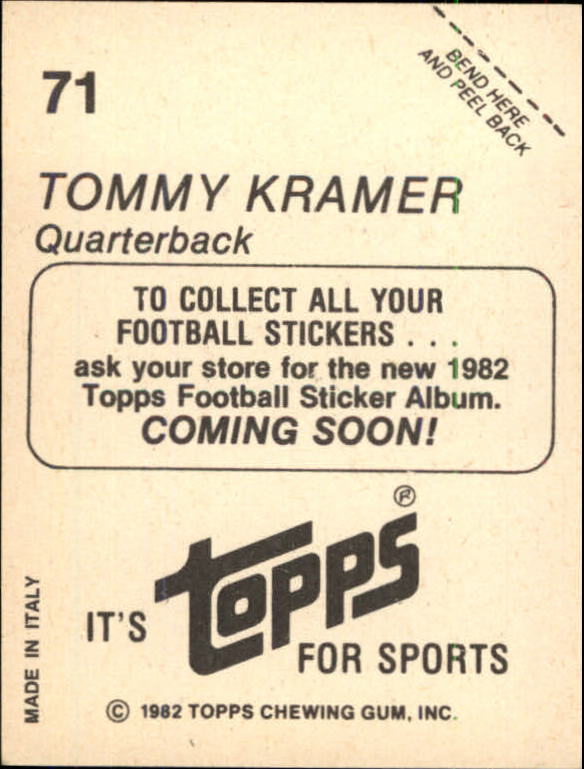 71
BEND HERE
AND PEEL BACK
TOMMY KRAMER
Quarterback
TO COLLECT ALL YOUR
FOOTBALL STICKERS . . .
ask your store for the new 1982
Topps Football Sticker Album.
COMING SOON!
IT'S topps®
FOR SPORTS
MADE IN ITALY
© 1982 TOPPS CHEWING GUM, INC.